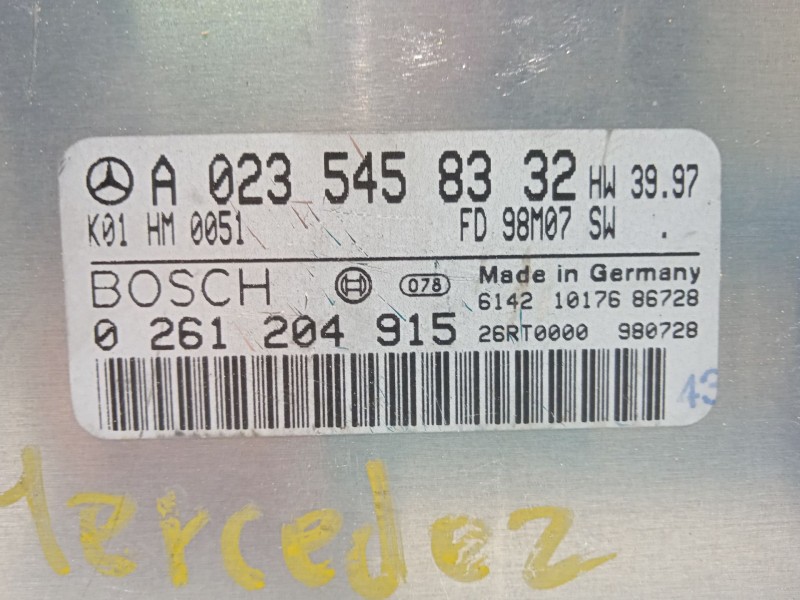 A 023 545 83 32 HW 39.97
K01 HM 0051 FD 98M07 SW .
BOSCH 078 Made in Germany
6142 10176 86728
0 261 204 915 26RT0000 980728
43
Mercedez